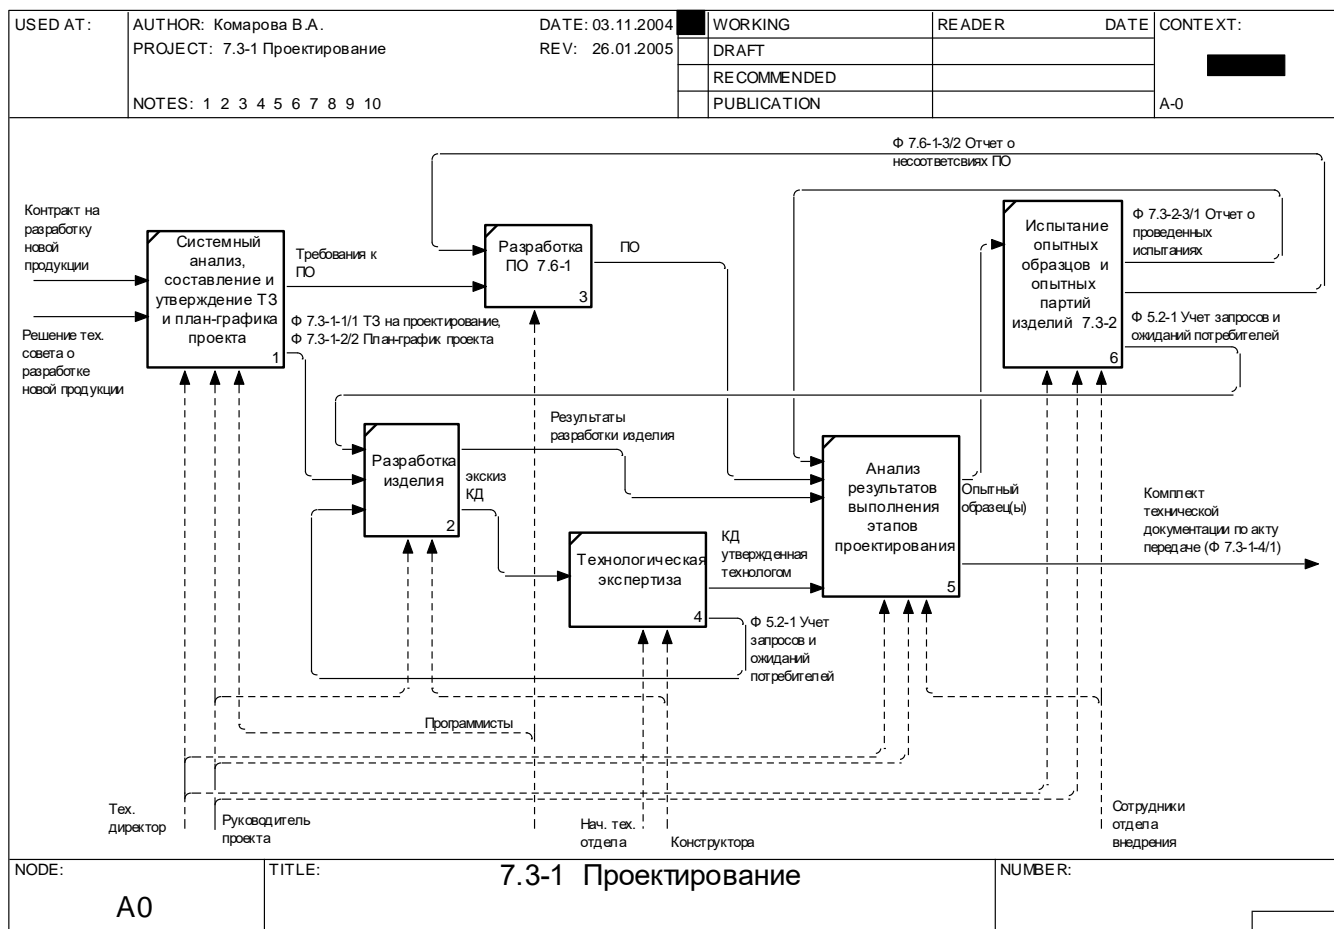 USED AT:
AUTHOR: Комарова В.А.
DATE: 03.11.2004
WORKING
READER
DATE
CONTEXT:
PROJECT: 7.3-1 Проектирование
REV: 26.01.2005
DRAFT
RECOMMENDED
NOTES: 1 2 3 4 5 6 7 8 9 10
PUBLICATION
A-0
Ф 7.6-1-3/2 Отчет о
несоответсвиях ПО
Контракт на
разработку
новой
продукции
Решение тех.
совета о
разработке
новой продукции
Системный
анализ,
составление и
утверждение ТЗ
и план-графика
проекта
1
Требования к
ПО
Ф 7.3-1-1/1 ТЗ на проектирование,
Ф 7.3-1-2/2 План-график проекта
Разработка
ПО 7.6-1
3
ПО
Испытание
опытных
образцов и
опытных
партий
изделий 7.3-2
6
Ф 7.3-2-3/1 Отчет о
проведенных
испытаниях
Ф 5.2-1 Учет запросов и
ожиданий потребителей
Разработка
изделия
2
Результаты
разработки изделия
экскиз
КД
Технологическая
экспертиза
4
КД
утвержденная
технологом
Ф 5.2-1 Учет
запросов и
ожиданий
потребителей
Анализ
результатов
выполнения
этапов
проектирования
5
Опытный
образец(ы)
Комплект
технической
документации по акту
передаче (Ф 7.3-1-4/1)
Программисты
Тех.
директор
Руководитель
проекта
Нач. тех.
отдела
Конструктора
Сотрудники
отдела
внедрения
NODE:
TITLE:
7.3-1 Проектирование
NUMBER:
A0